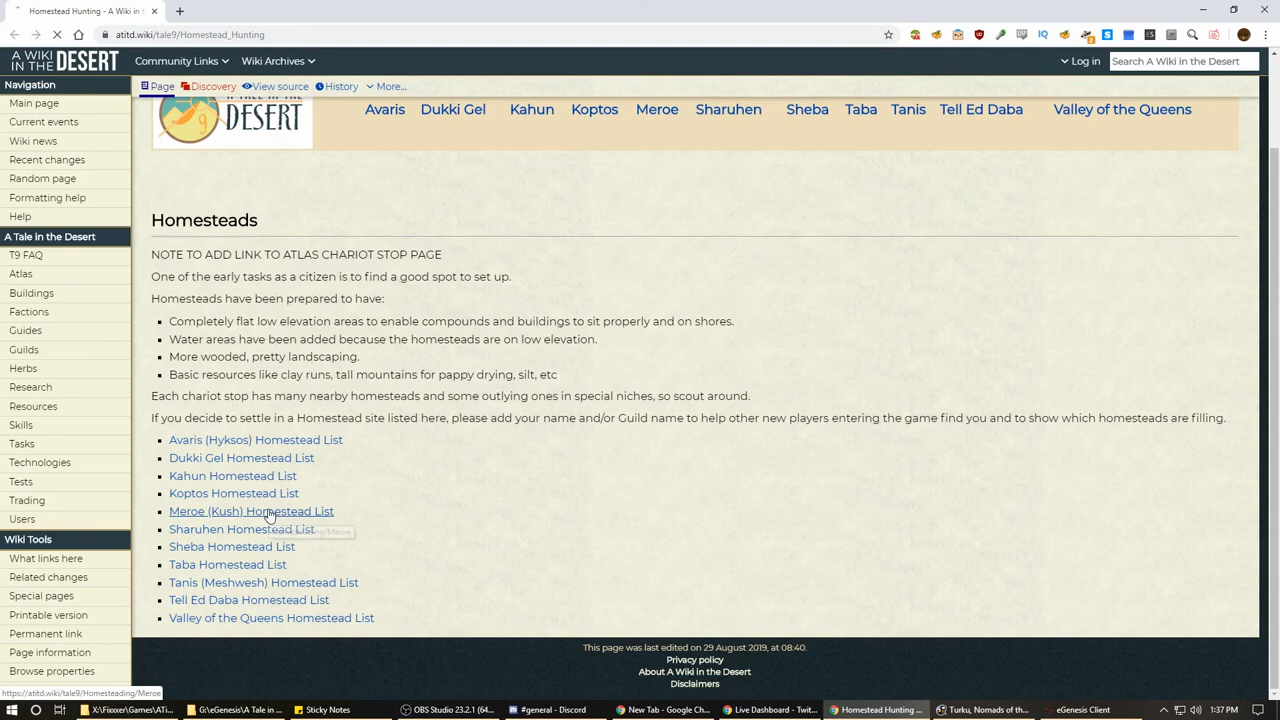 Homestead Hunting - A Wiki in t
atitd.wiki/tale9/Homestead_Hunting
A WIKI
IN THE DESERT
Community Links
Wiki Archives
Log in
Search A Wiki in the Desert
Navigation
Page
Discovery
View source
History
More...
Main page
Current events
Wiki news
Recent changes
Random page
Formatting help
Help
A Tale in the Desert
T9 FAQ
Atlas
Buildings
Factions
Guides
Guilds
Herbs
Research
Resources
Skills
Tasks
Technologies
Tests
Trading
Users
Wiki Tools
What links here
Related changes
Special pages
Printable version
Permanent link
Page information
Browse properties
DESERT
Avaris Dukki Gel Kahun Koptos Meroe Sharuhen Sheba Taba Tanis Tell Ed Daba Valley of the Queens
Homesteads
NOTE TO ADD LINK TO ATLAS CHARIOT STOP PAGE
One of the early tasks as a citizen is to find a good spot to set up.
Homesteads have been prepared to have:
Completely flat low elevation areas to enable compounds and buildings to sit properly and on shores.
Water areas have been added because the homesteads are on low elevation.
More wooded, pretty landscaping.
Basic resources like clay runs, tall mountains for pappy drying, silt, etc
Each chariot stop has many nearby homesteads and some outlying ones in special niches, so scout around.
If you decide to settle in a Homestead site listed here, please add your name and/or Guild name to help other new players entering the game find you and to show which homesteads are filling.
Avaris (Hyksos) Homestead List
Dukki Gel Homestead List
Kahun Homestead List
Koptos Homestead List
Meroe (Kush) Homestead List
Sharuhen Homestead List
Sheba Homestead List
Taba Homestead List
Tanis (Meshwesh) Homestead List
Tell Ed Daba Homestead List
Valley of the Queens Homestead List
This page was last edited on 29 August 2019, at 08:40.
Privacy policy
About A Wiki in the Desert
Disclaimers
https://atitd.wiki/tale9/Homesteading/Meroe
X:\Fixxxer\Games\ATi...
G:\eGenesis\A Tale in ...
Sticky Notes
OBS Studio 23.2.1 (64...
#general - Discord
New Tab - Google Ch...
Live Dashboard - Twit...
Homestead Hunting ...
Turku, Nomads of th...
eGenesis Client
1:37 PM